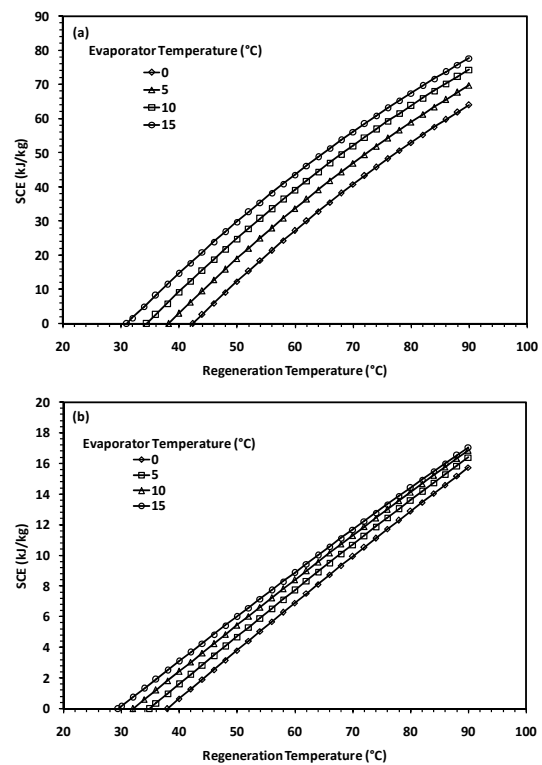 90
(a)
80
Evaporator Temperature (°C)
70
0
5
60
10
15
50
SCE (kJ/kg)
40
30
20
10
0
20 30 40 50 60 70 80 90 100
Regeneration Temperature (°C)
20
(b)
18
Evaporator Temperature (°C)
16
0
5
14
10
15
12
SCE (kJ/kg)
10
8
6
4
2
0
20 30 40 50 60 70 80 90 100
Regeneration Temperature (°C)